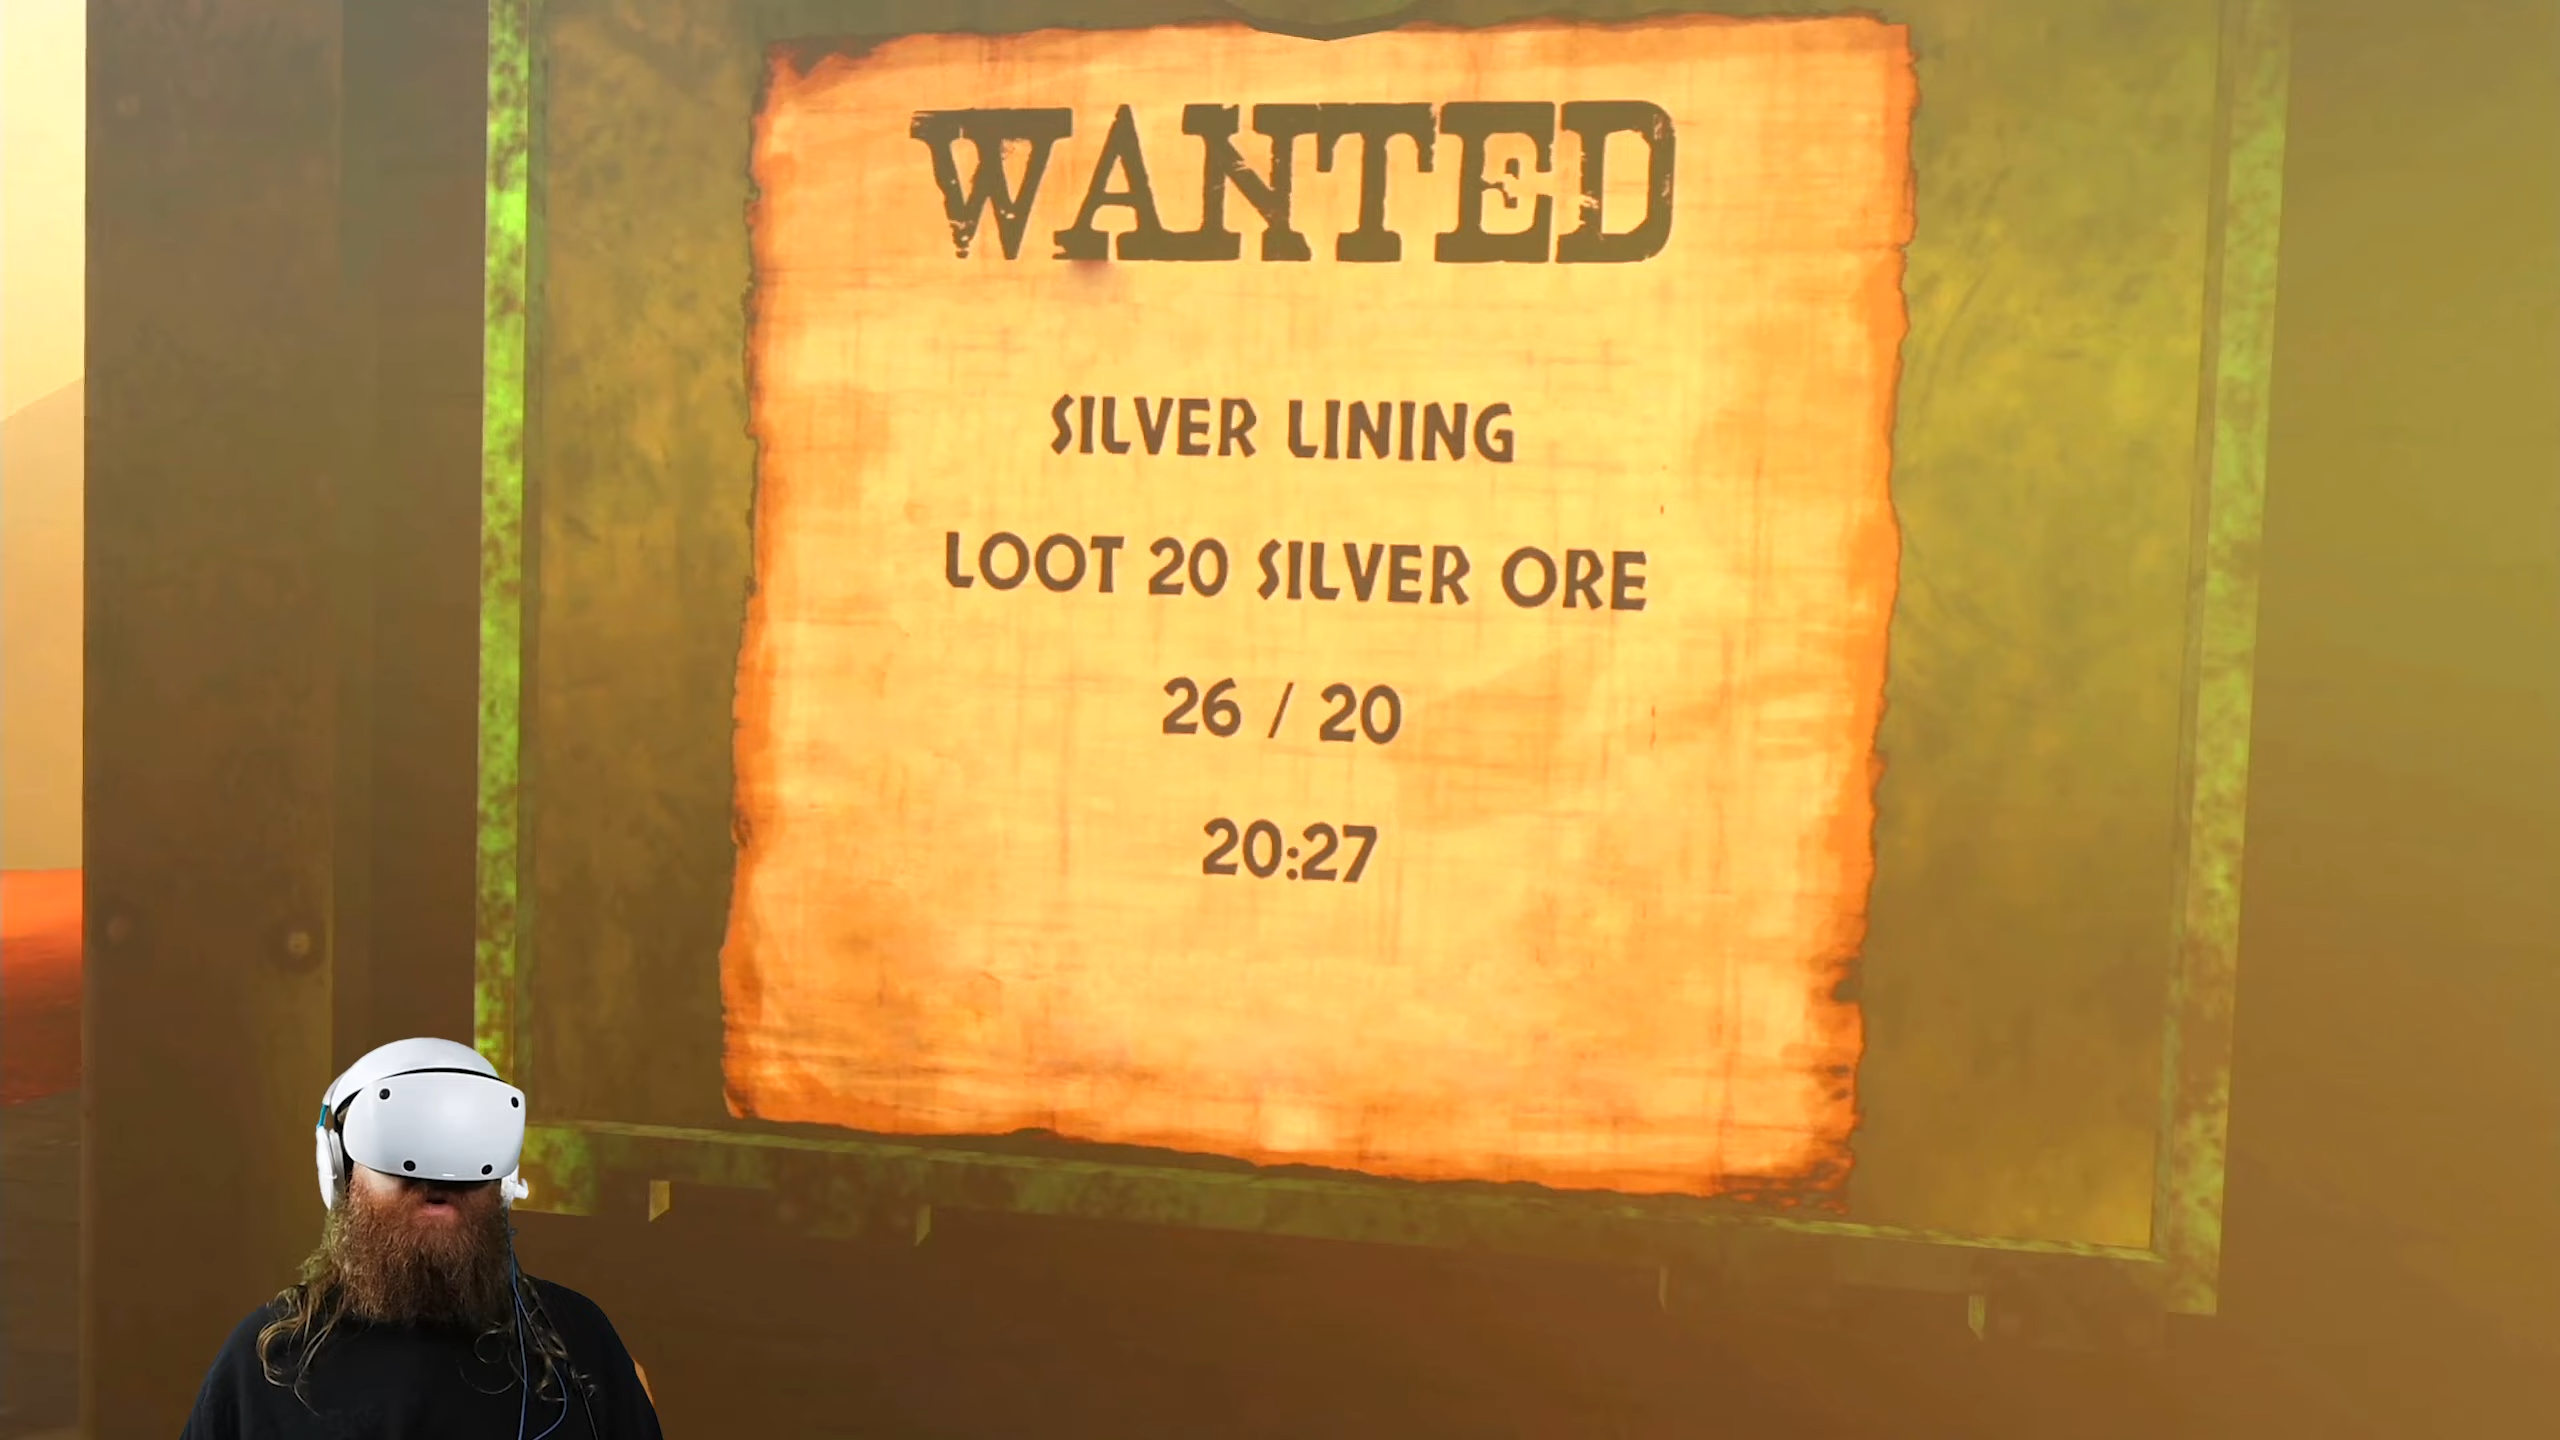 WANTED
SILVER LINING
LOOT 20 SILVER ORE
26 / 20
20:27